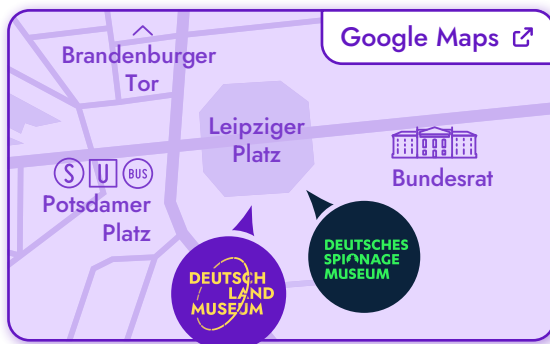 Google Maps
Brandenburger
Tor
Leipziger
Platz
Bundesrat
S U BUS
Potsdamer
Platz
DEUTSCH
LAND
MUSEUM
DEUTSCHES
SPIONAGE
MUSEUM